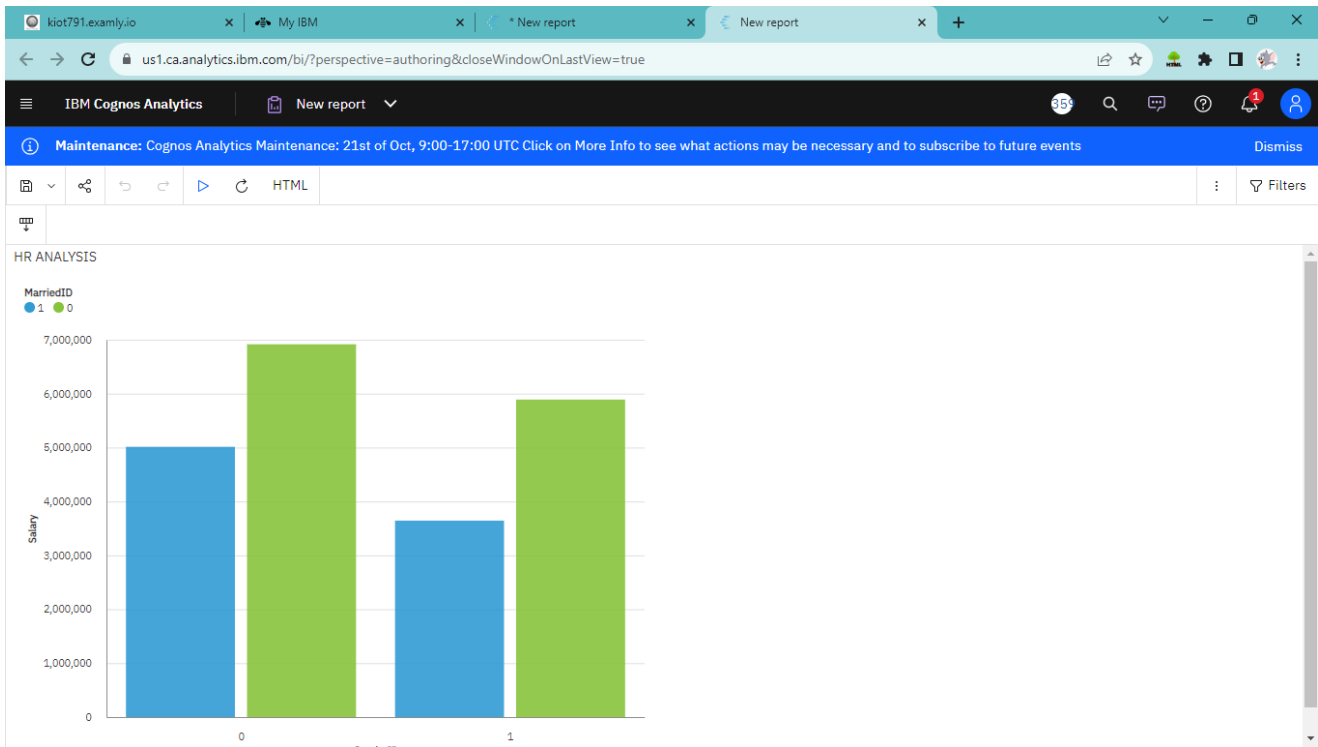 kiot791.examly.io
My IBM
* New report
New report
us1.ca.analytics.ibm.com/bi/?perspective=authoring&closeWindowOnLastView=true
HTML
IBM Cognos Analytics
New report
359
1
Maintenance: Cognos Analytics Maintenance: 21st of Oct, 9:00-17:00 UTC Click on More Info to see what actions may be necessary and to subscribe to future events
Dismiss
HTML
Filters
HR ANALYSIS
MarriedID
1 0
7,000,000
6,000,000
5,000,000
4,000,000
Salary
3,000,000
2,000,000
1,000,000
0
0 1